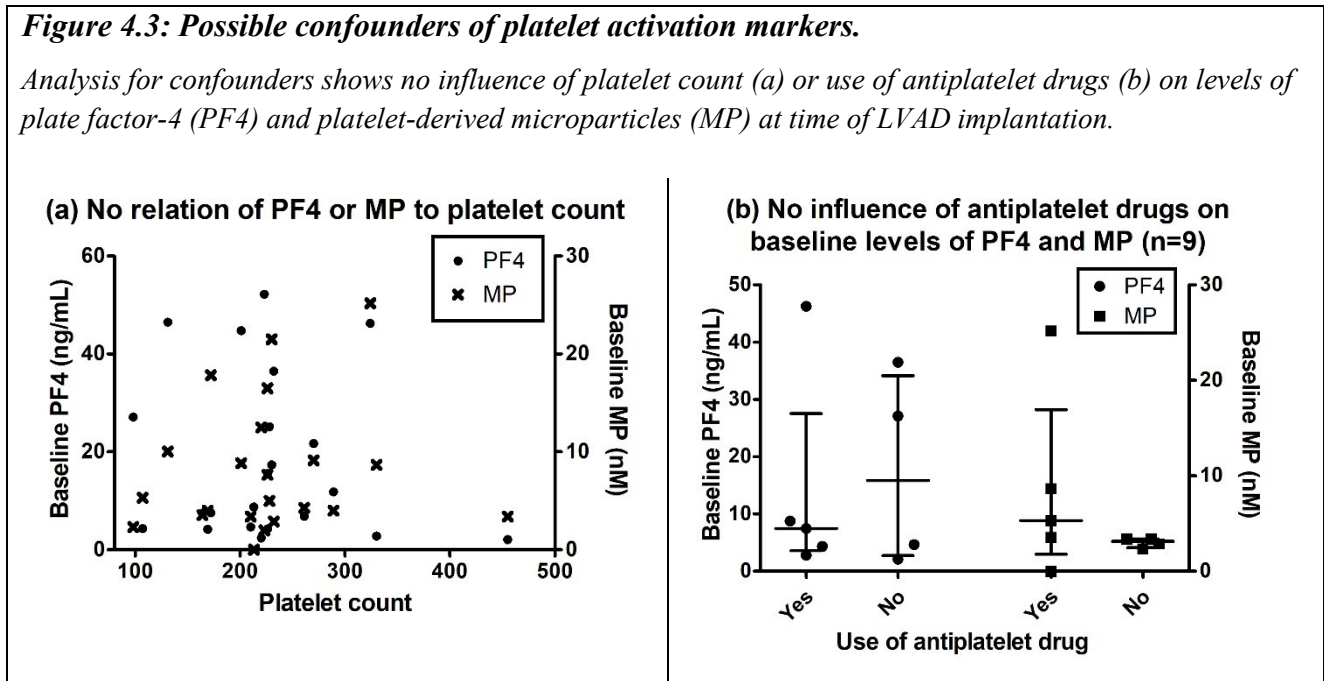 Figure 4.3: Possible confounders of platelet activation markers.
Analysis for confounders shows no influence of platelet count (a) or use of antiplatelet drugs (b) on levels of
plate factor-4 (PF4) and platelet-derived microparticles (MP) at time of LVAD implantation.
(a) No relation of PF4 or MP to platelet count
60
40
20
0
Baseline PF4 (ng/mL)
PF4
MP
30
20
10
0
Baseline MP (nM)
100 200 300 400 500
Platelet count
(b) No influence of antiplatelet drugs on
baseline levels of PF4 and MP (n=9)
50
40
30
20
10
0
Baseline PF4 (ng/mL)
PF4
MP
30
20
10
0
Baseline MP (nM)
Yes No Yes No
Use of antiplatelet drug